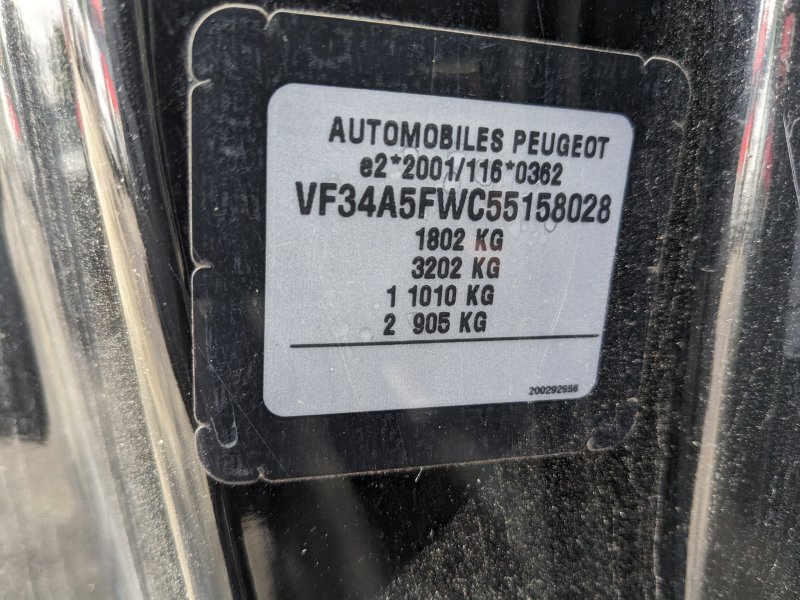 AUTOMOBILES PEUGEOT
e2*2001/116*0362
VF34A5FWC55158028
1802 KG
3202 KG
1 1010 KG
2 905 KG
200292956